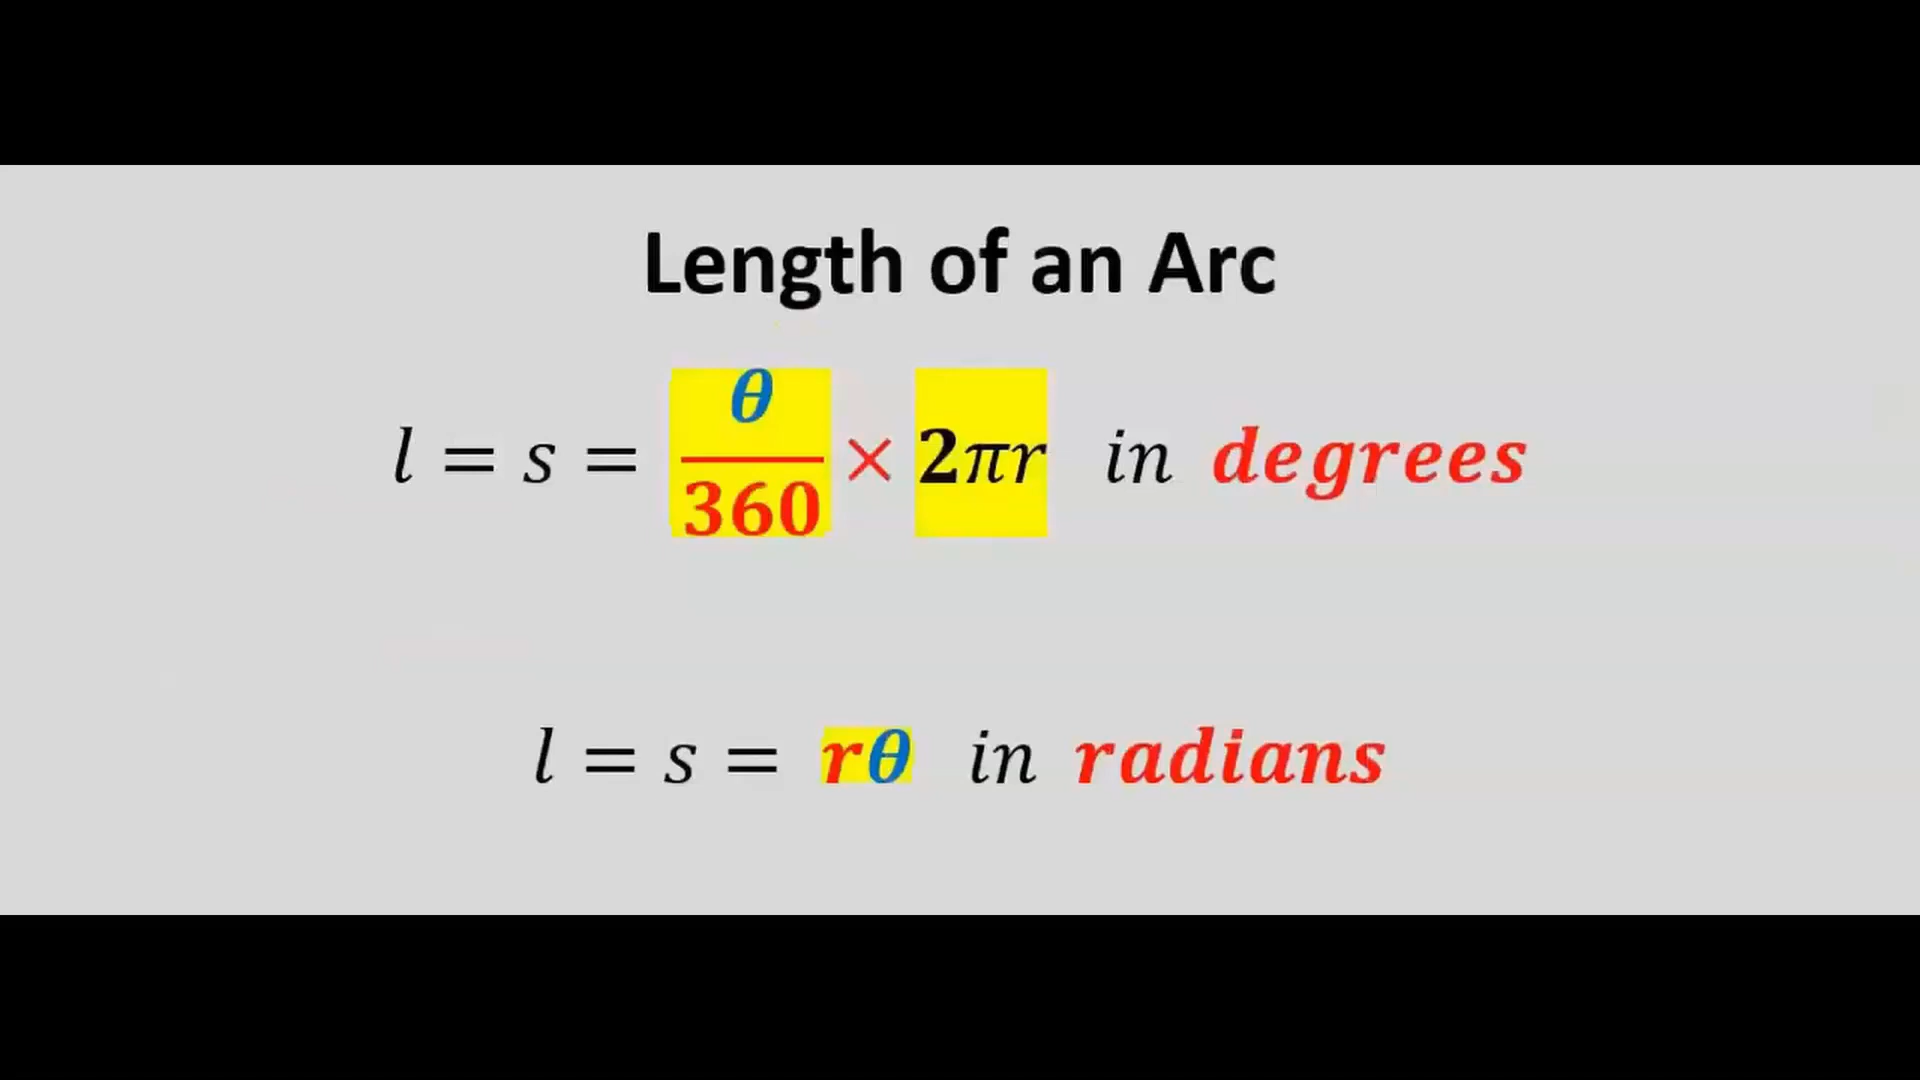 Length of an Arc
l = s = θ/360 × 2πr in degrees
l = s = rθ in radians